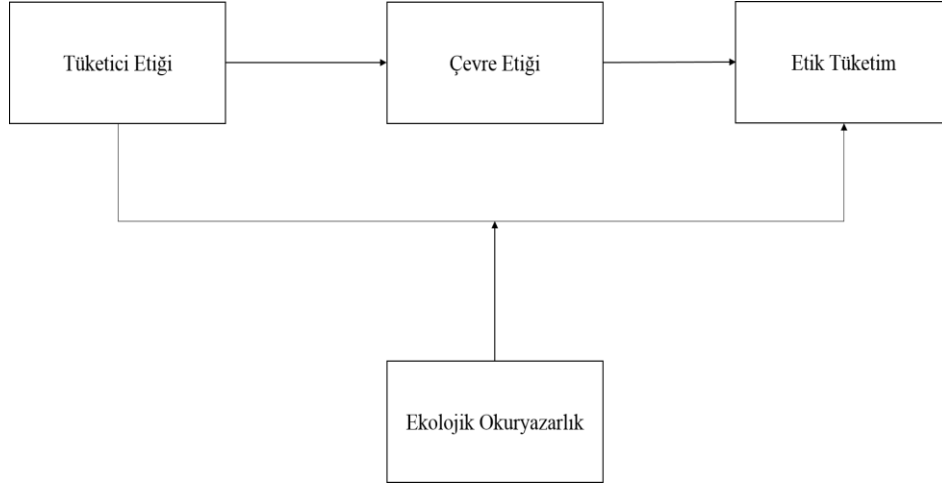 Tüketici Etiği
Çevre Etiği
Etik Tüketim
Ekolojik Okuryazarlık